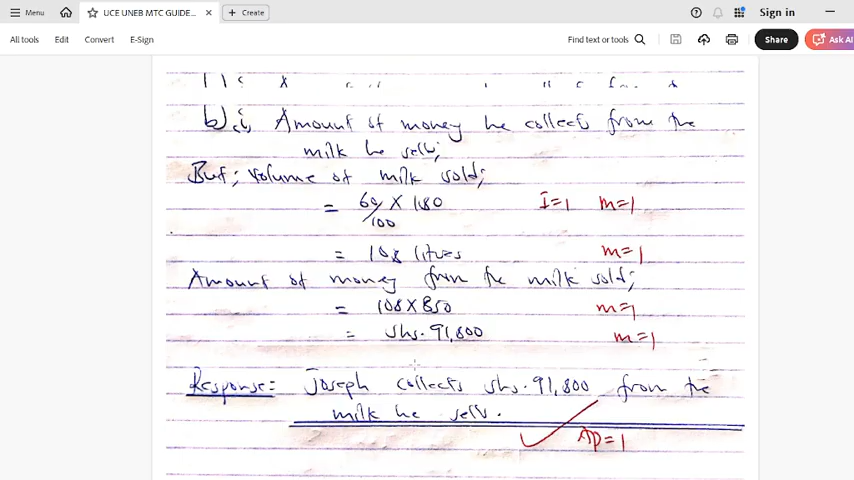 Menu UCE UNEB MTC GUIDE... × + Create Sign in
All tools Edit Convert E-Sign Find text or tools Share Ask AI
b) i, Amount of money he collects from the
milk he sells;
But; volume of milk sold;
= 60/100 × 180 I=1 m=1
= 108 litres m=1
Amount of money from the milk sold;
= 108 × 850 m=1
= shs. 91,800 m=1
Response: Joseph collects shs. 91,800 from the
milk he sells.
AP=1